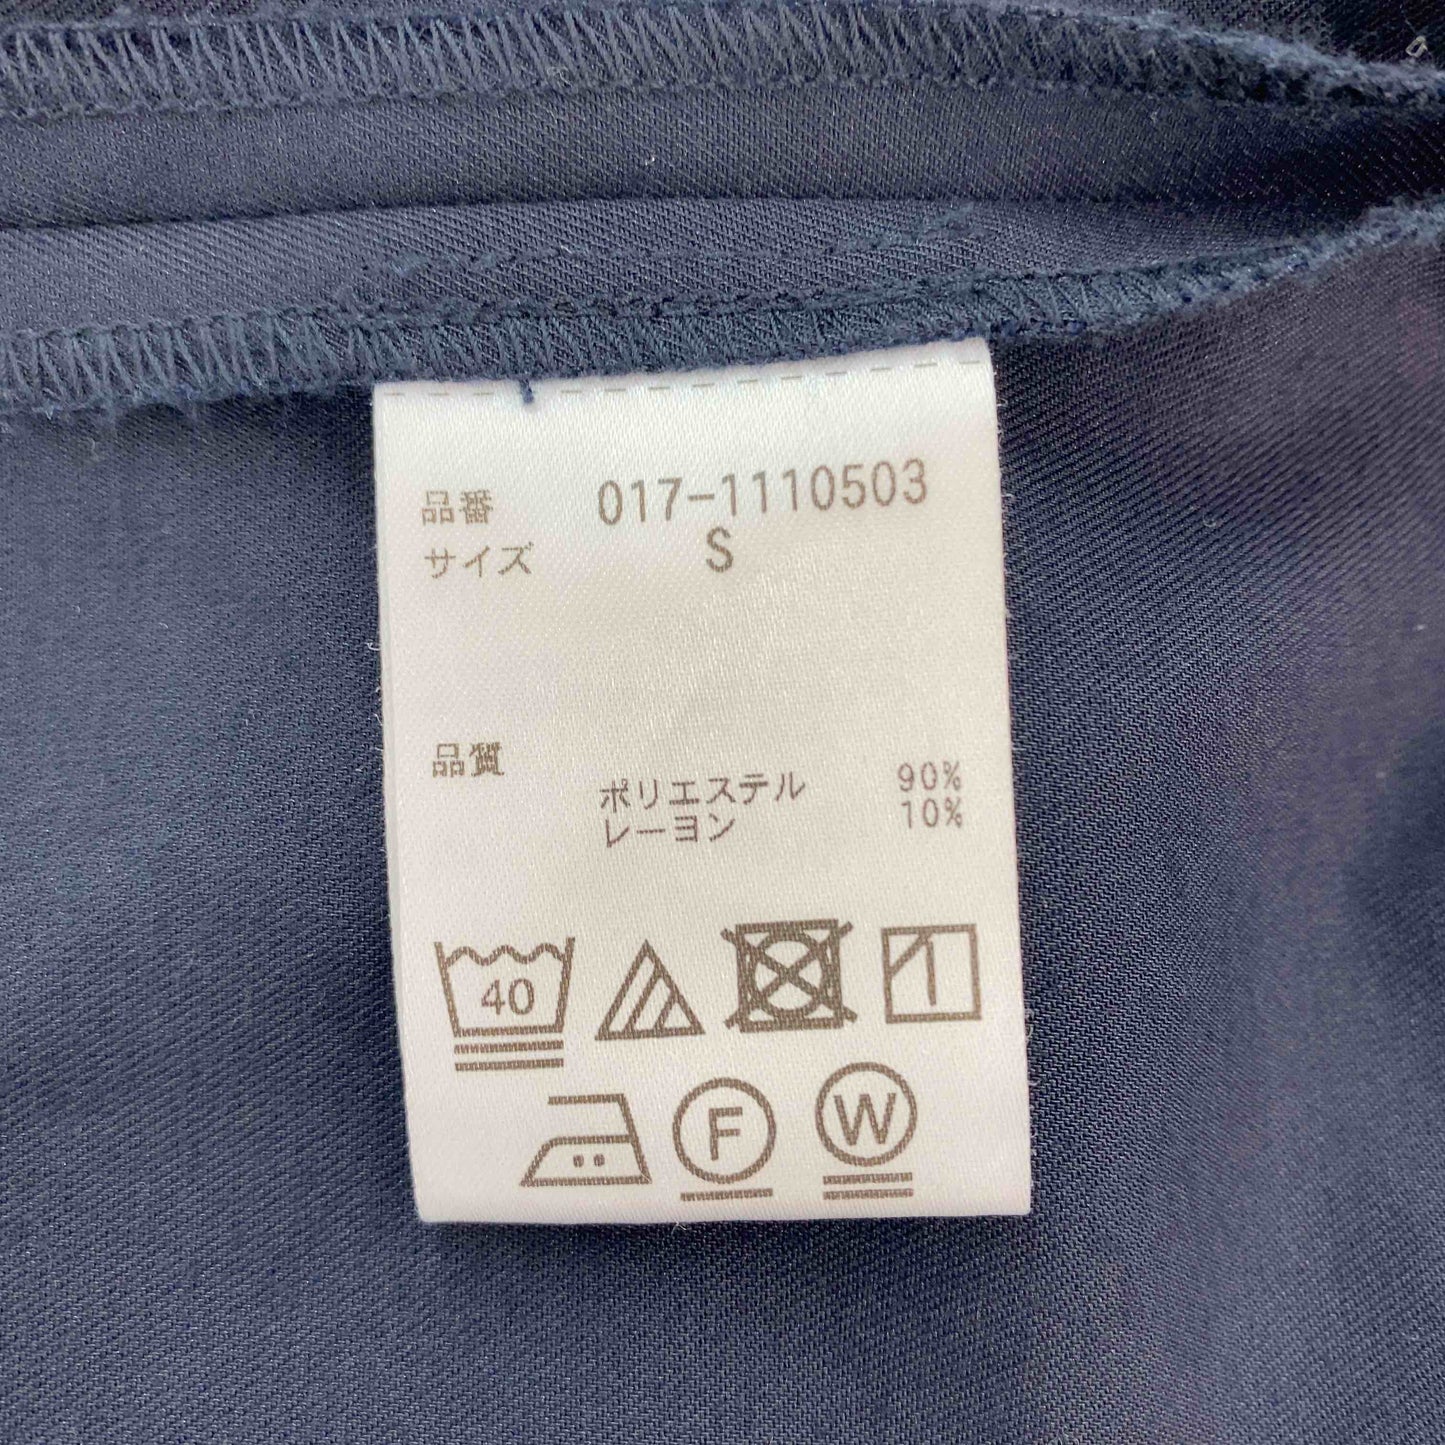 品番 017-1110503
サイズ S
品質
ポリエステル 90%
レーヨン 10%
40
F W